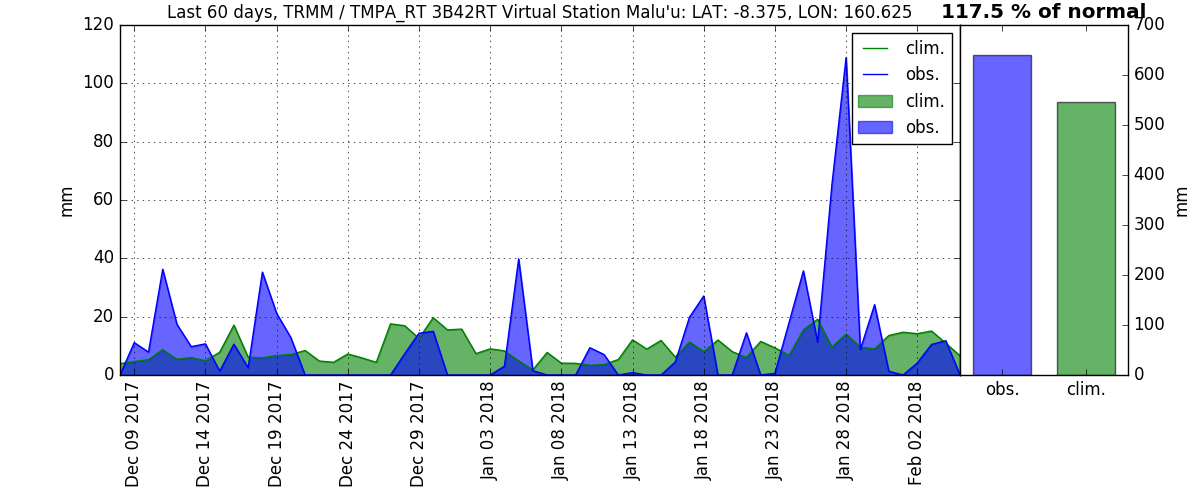 Last 60 days, TRMM / TMPA_RT 3B42RT Virtual Station Malu'u: LAT: -8.375, LON: 160.625
117.5 % of normal
mm
120
100
80
60
40
20
0
clim.
obs.
clim.
obs.
Dec 09 2017
Dec 14 2017
Dec 19 2017
Dec 24 2017
Dec 29 2017
Jan 03 2018
Jan 08 2018
Jan 13 2018
Jan 18 2018
Jan 23 2018
Jan 28 2018
Feb 02 2018
obs.
clim.
700
600
500
400
300
200
100
0
mm